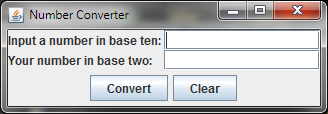 Number Converter
Input a number in base ten:
Your number in base two:
Convert Clear